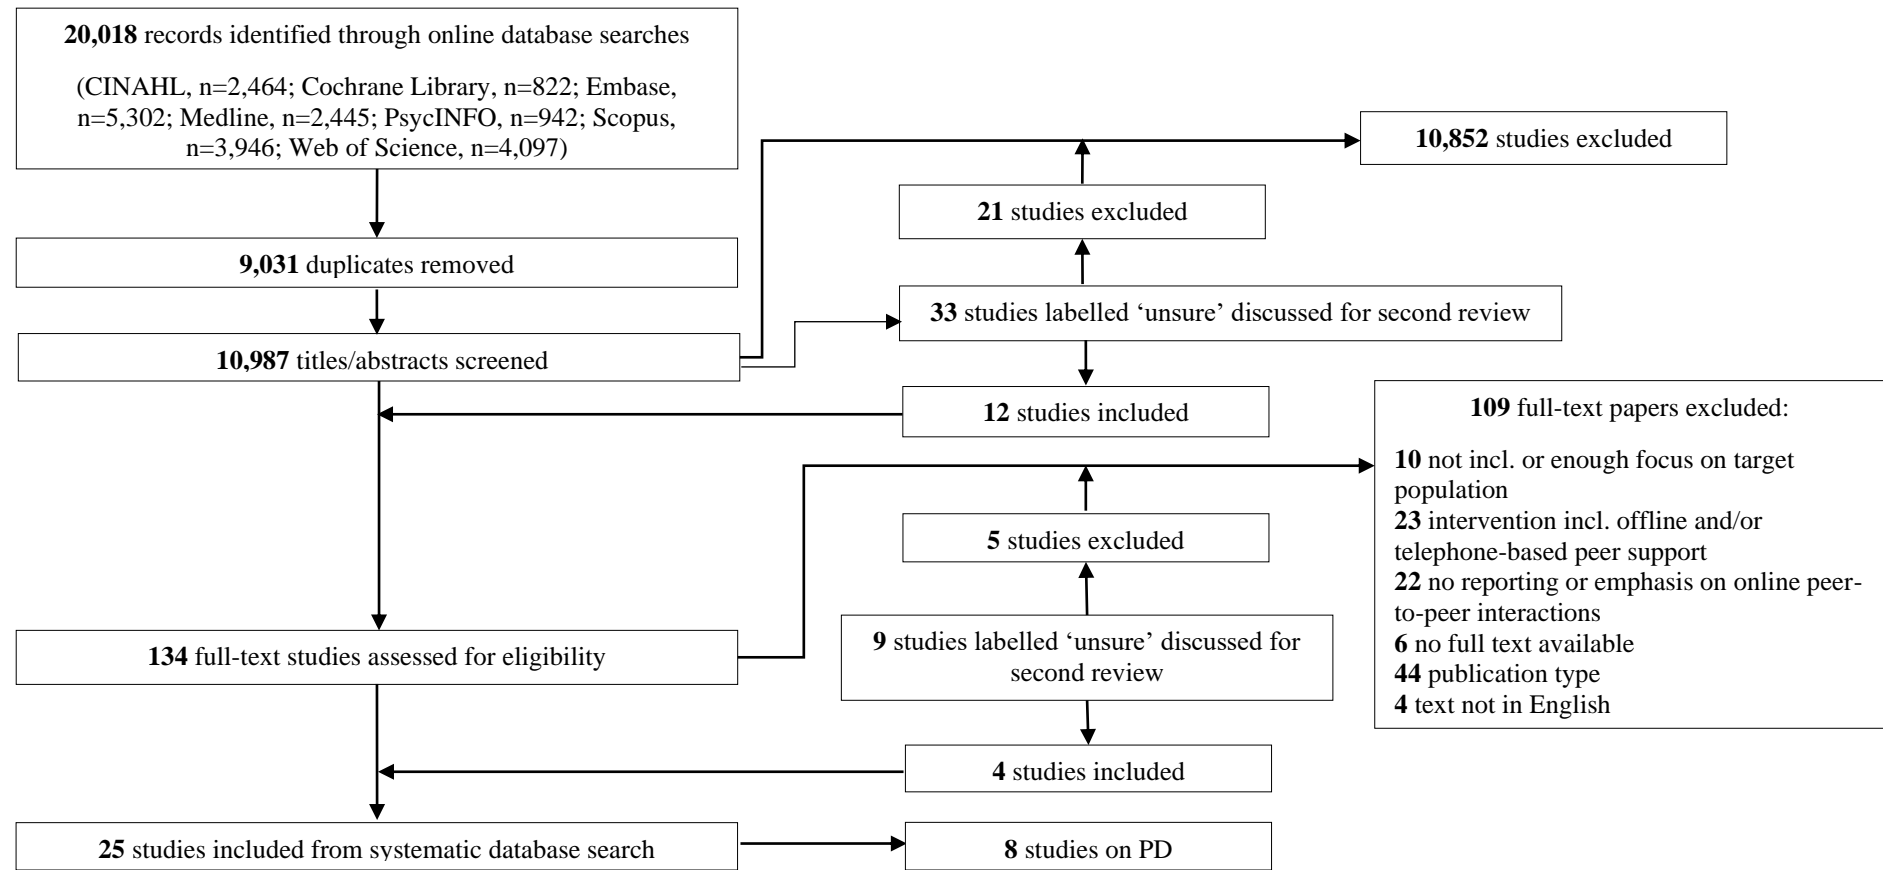 20,018 records identified through online database searches
(CINAHL, n=2,464; Cochrane Library, n=822; Embase,
n=5,302; Medline, n=2,445; PsycINFO, n=942; Scopus,
n=3,946; Web of Science, n=4,097)
10,852 studies excluded
21 studies excluded
9,031 duplicates removed
33 studies labelled ‘unsure’ discussed for second review
10,987 titles/abstracts screened
12 studies included
109 full-text papers excluded:
10 not incl. or enough focus on target
population
23 intervention incl. offline and/or
telephone-based peer support
22 no reporting or emphasis on online peer-
to-peer interactions
6 no full text available
44 publication type
4 text not in English
5 studies excluded
9 studies labelled ‘unsure’ discussed for
second review
134 full-text studies assessed for eligibility
4 studies included
25 studies included from systematic database search
8 studies on PD